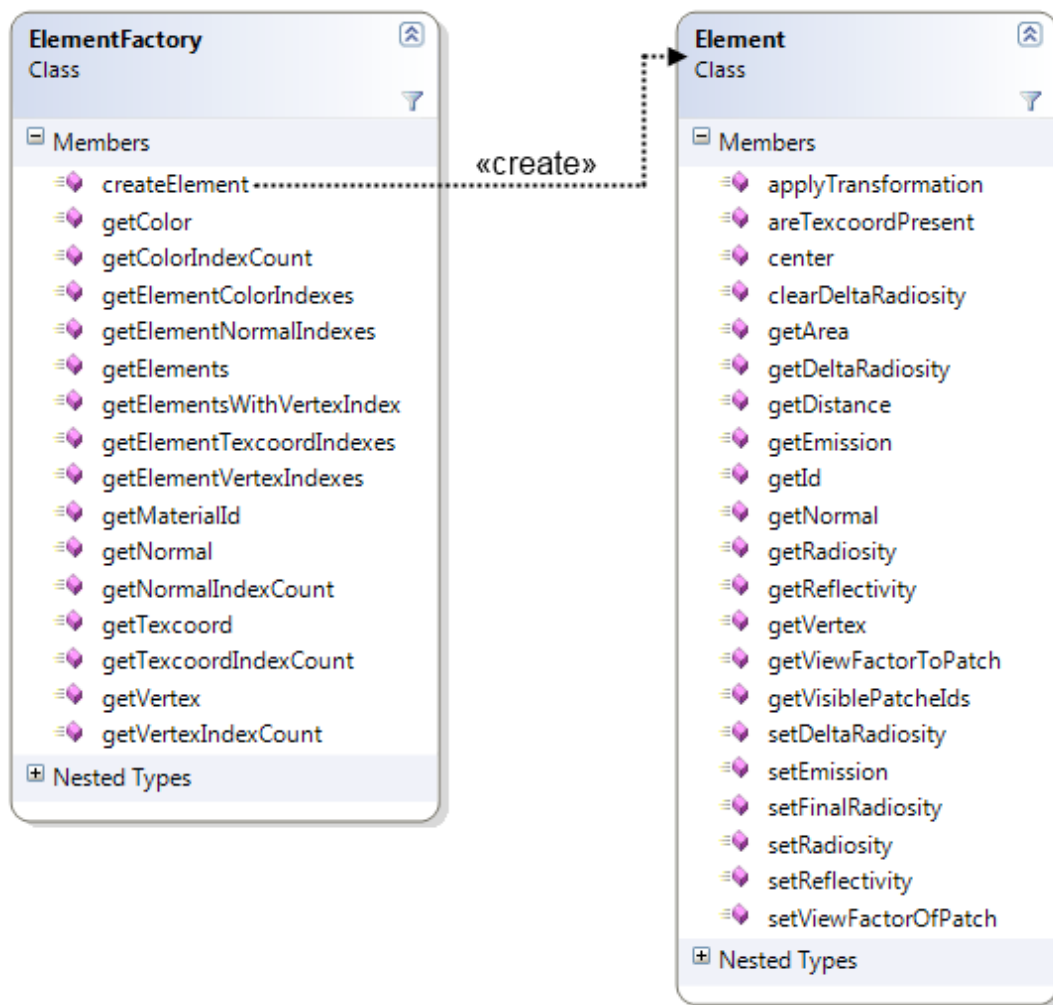 ElementFactory
Class
Members
createElement
getColor
getColorIndexCount
getElementColorIndexes
getElementNormalIndexes
getElements
getElementsWithVertexIndex
getElementTexcoordIndexes
getElementVertexIndexes
getMaterialId
getNormal
getNormalIndexCount
getTexcoord
getTexcoordIndexCount
getVertex
getVertexIndexCount
Nested Types
«create»
Element
Class
Members
applyTransformation
areTexcoordPresent
center
clearDeltaRadiosity
getArea
getDeltaRadiosity
getDistance
getEmission
getId
getNormal
getRadiosity
getReflectivity
getVertex
getViewFactorToPatch
getVisiblePatcheIds
setDeltaRadiosity
setEmission
setFinalRadiosity
setRadiosity
setReflectivity
setViewFactorOfPatch
Nested Types